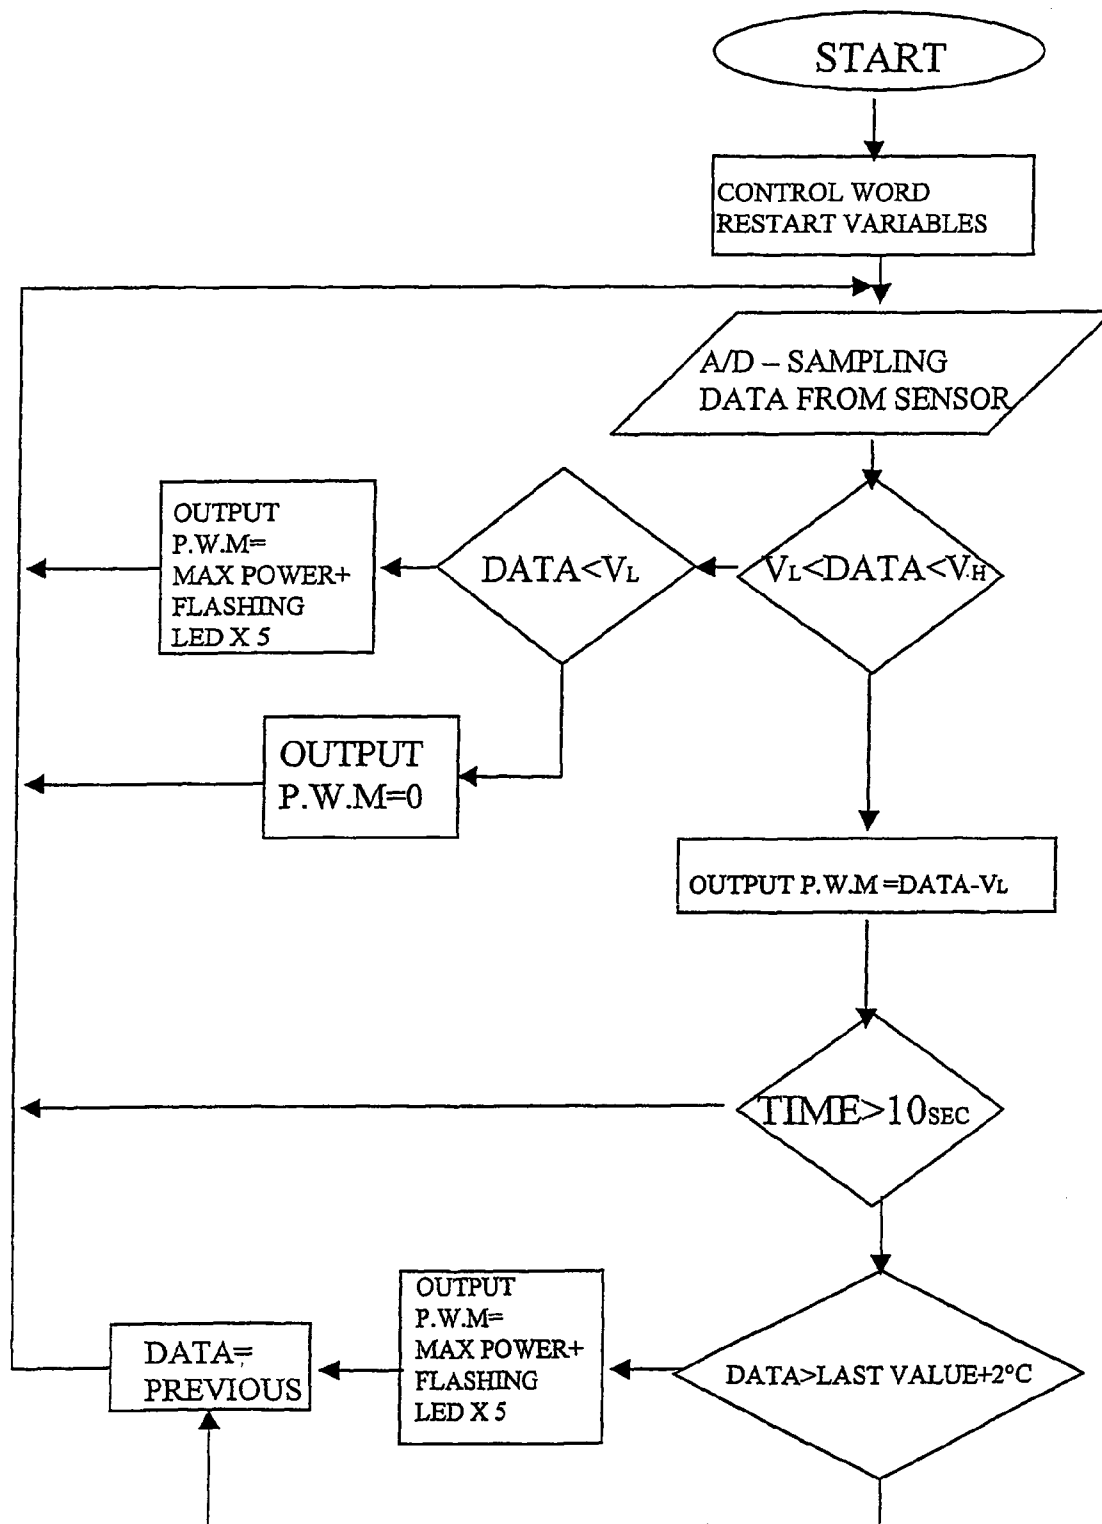 START
CONTROL WORD
RESTART VARIABLES
A/D – SAMPLING
DATA FROM SENSOR
VL<DATA<V.H
DATA<VL
OUTPUT
P.W.M=
MAX POWER+
FLASHING
LED X 5
OUTPUT
P.W.M=0
OUTPUT P.W.M =DATA-VL
TIME>10SEC
DATA>LAST VALUE+2°C
OUTPUT
P.W.M=
MAX POWER+
FLASHING
LED X 5
DATA=
PREVIOUS